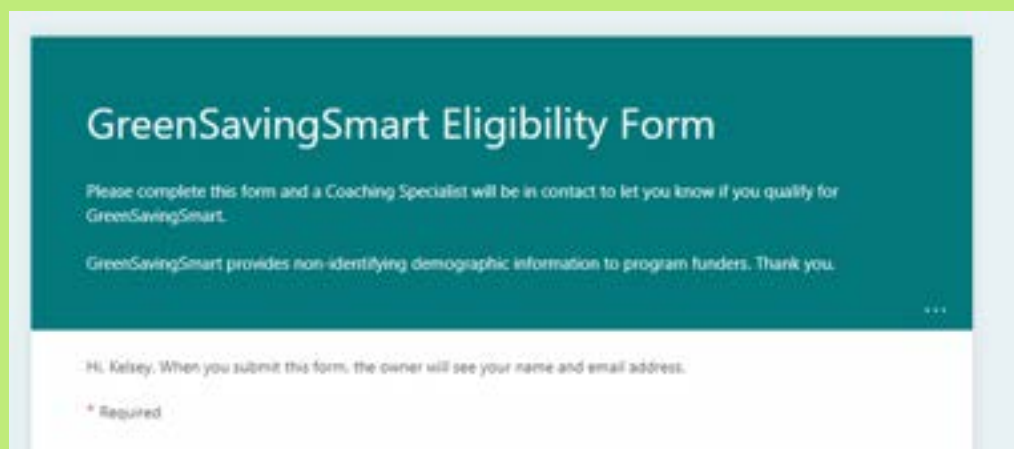 GreenSavingSmart Eligibility Form
Please complete this form and a Coaching Specialist will be in contact to let you know if you qualify for
GreenSavingSmart.
GreenSavingSmart provides non-identifying demographic information to program funders. Thank you.
...
Hi, Kelsey. When you submit this form, the owner will see your name and email address.
* Required